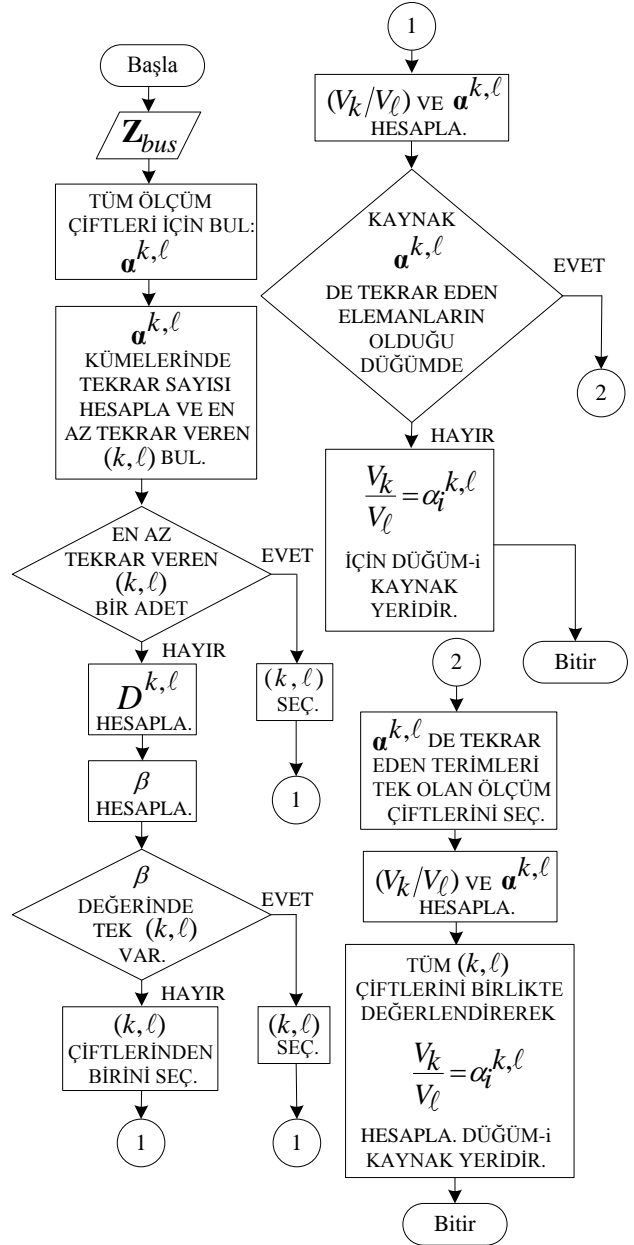 Başla
Z_bus
TÜM ÖLÇÜM
ÇİFTLERİ İÇİN BUL:
α^{k,ℓ}
α^{k,ℓ}
KÜMELERİNDE
TEKRAR SAYISI
HESAPLA VE EN
AZ TEKRAR VEREN
(k,ℓ) BUL.
EN AZ
TEKRAR VEREN
(k,ℓ)
BİR ADET
EVET
HAYIR
D^{k,ℓ}
HESAPLA.
(k,ℓ)
SEÇ.
1
β
HESAPLA.
β
DEĞERİNDE
TEK (k,ℓ)
VAR.
EVET
HAYIR
(k,ℓ)
ÇİFTLERİNDEN
BİRİNİ SEÇ.
(k,ℓ)
SEÇ.
1
1
1
(V_k/V_ℓ) VE α^{k,ℓ}
HESAPLA.
KAYNAK
α^{k,ℓ}
DE TEKRAR EDEN
ELEMANLARIN
OLDUĞU
DÜĞÜMDE
EVET
2
HAYIR
V_k/V_ℓ = α_i^{k,ℓ}
İÇİN DÜĞÜM-i
KAYNAK
YERİDİR.
Bitir
2
α^{k,ℓ} DE TEKRAR
EDEN TERİMLERİ
TEK OLAN ÖLÇÜM
ÇİFTLERİNİ SEÇ.
(V_k/V_ℓ) VE α^{k,ℓ}
HESAPLA.
TÜM (k,ℓ)
ÇİFTLERİNİ BİRLİKTE
DEĞERLENDİREREK
V_k/V_ℓ = α_i^{k,ℓ}
HESAPLA. DÜĞÜM-i
KAYNAK YERİDİR.
Bitir